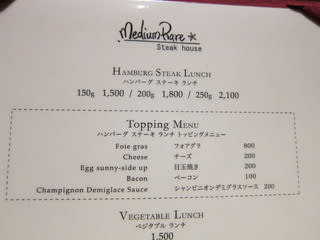 Medium Rare
Steak house
HAMBURG STEAK LUNCH
ハンバーグ ステーキ ランチ
150g 1,500 / 200g 1,800 / 250g 2,100
TOPPING MENU
ハンバーグ ステーキ ランチ トッピングメニュー
Foie gras フォアグラ 800
Cheese チーズ 200
Egg sunny-side up 目玉焼き 200
Bacon ベーコン 100
Champignon Demiglace Sauce シャンピニオンデミグラスソース 200
VEGETABLE LUNCH
ベジタブル ランチ
1,500